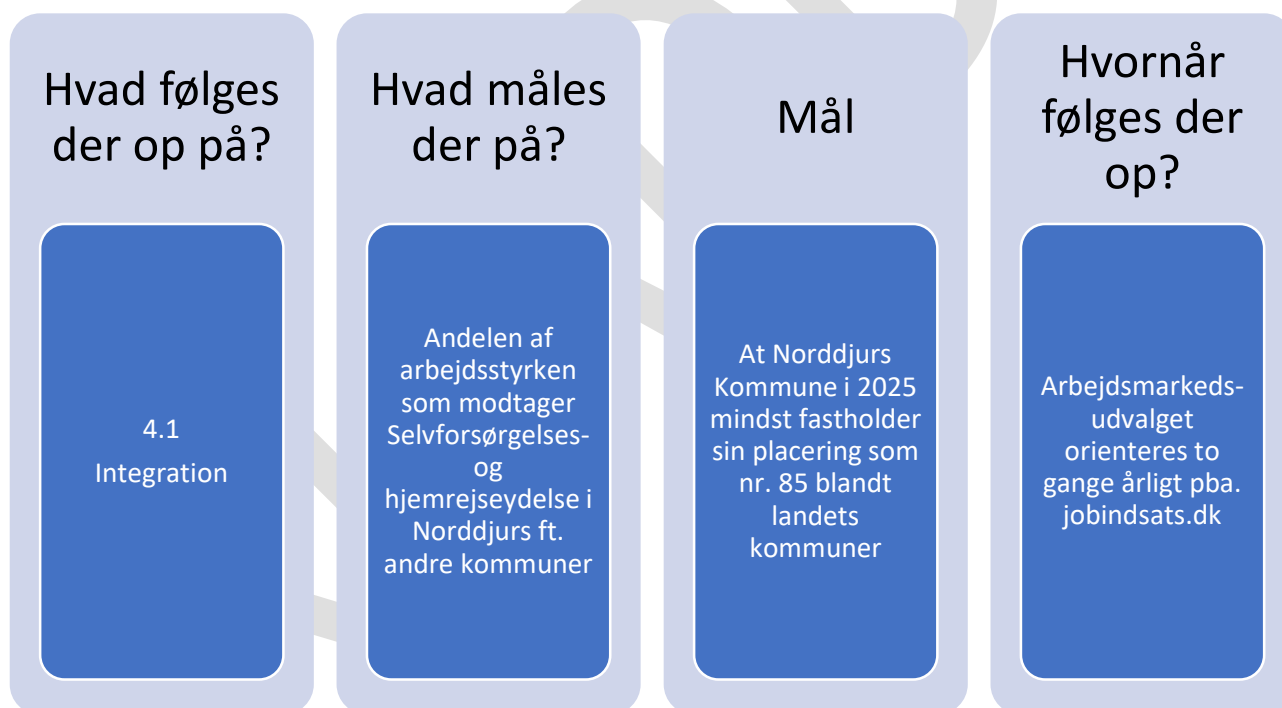 Hvad følges
der op på?
4.1
Integration
Hvad måles
der på?
Andelen af
arbejdsstyrken
som modtager
Selvforsørgelses-
og
hjemrejseydelse i
Norddjurs ft.
andre kommuner
Mål
At Norddjurs
Kommune i 2025
mindst fastholder
sin placering som
nr. 85 blandt
landets
kommuner
Hvornår
følges der
op?
Arbejdsmarkeds-
udvalget
orienteres to
gange årligt pba.
jobindsats.dk